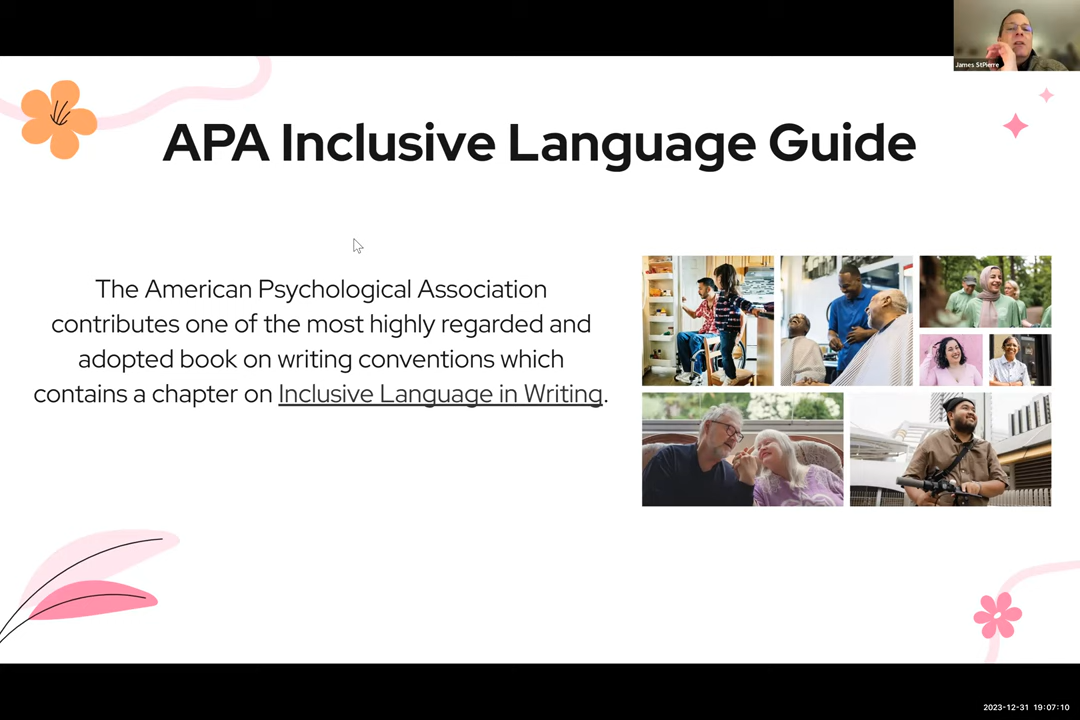 James StPierre
APA Inclusive Language Guide
The American Psychological Association
contributes one of the most highly regarded and
adopted book on writing conventions which
contains a chapter on Inclusive Language in Writing.
2023-12-31 19:07:10